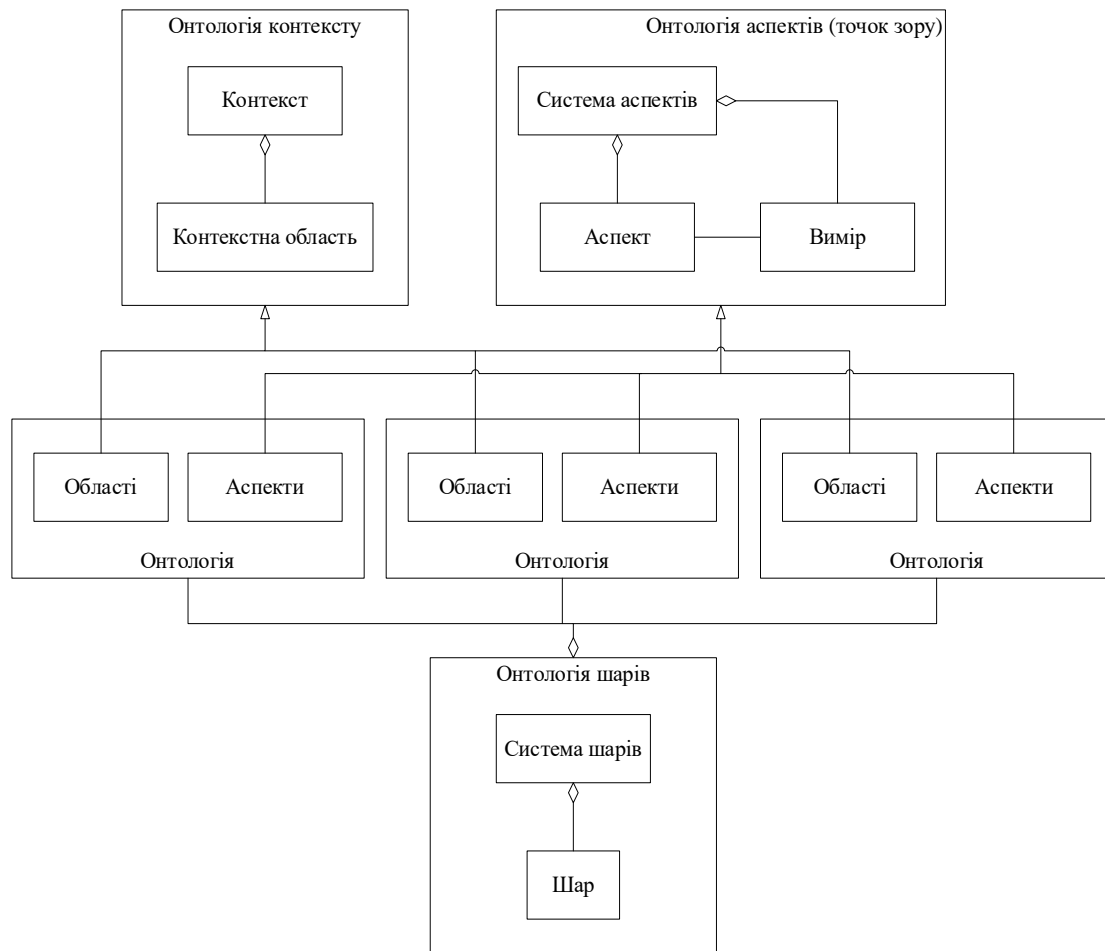 Онтологія контексту
Онтологія аспектів (точок зору)
Контекст
Система аспектів
Контекстна область
Аспект
Вимір
Області
Аспекти
Області
Аспекти
Області
Аспекти
Онтологія
Онтологія
Онтологія
Онтологія шарів
Система шарів
Шар